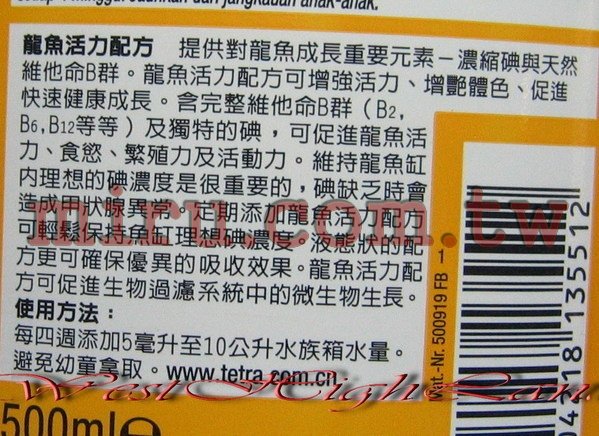 龍魚活力配方 提供對龍魚成長重要元素－濃縮碘與天然
維他命B群。龍魚活力配方可增強活力、增艷體色、促進
快速健康成長。含完整維他命B群（B2,
B6,B12等等）及獨特的碘，可促進龍魚活
力、食慾、繁殖力及活動力。維持龍魚缸
內理想的碘濃度是很重要的，碘缺乏時會
造成甲狀腺異常。定期添加龍魚活力配方
可輕鬆保持魚缸理想碘濃度。液態狀的配
方更可確保優異的吸收效果。龍魚活力配
方可促進生物過濾系統中的微生物生長。
使用方法：
每四週添加5毫升至10公升水族箱水量。
避免幼童拿取。www.tetra.com.cn
500ml℮
Mat.-Nr. 500919 FB 1
miru.com.tw